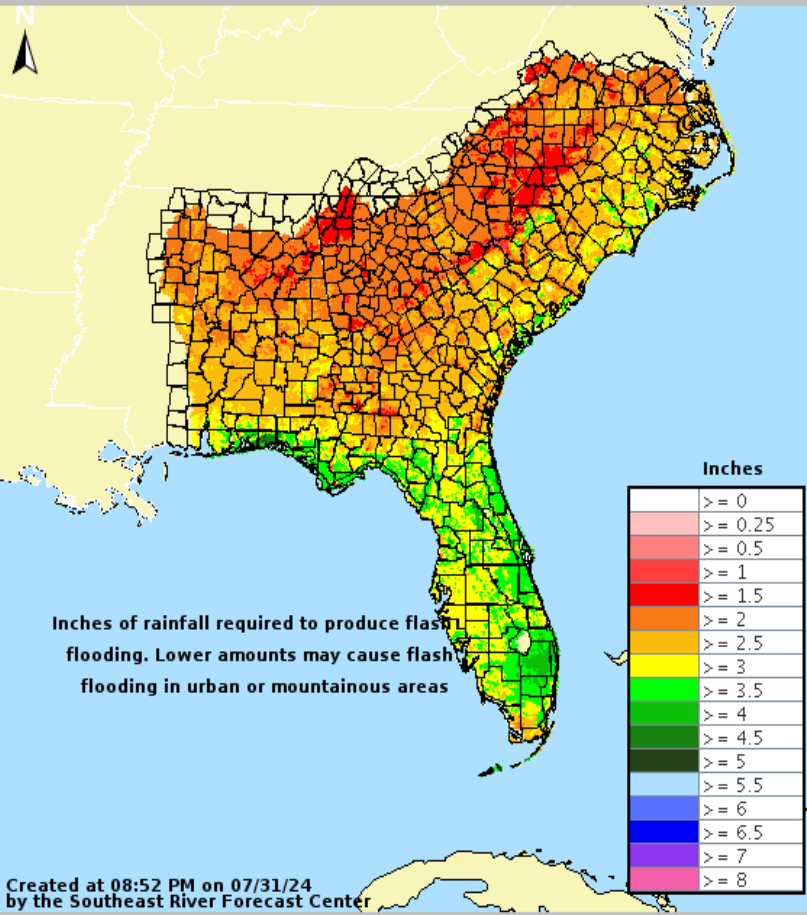 N
Inches
>= 0
>= 0.25
>= 0.5
>= 1
>= 1.5
>= 2
>= 2.5
>= 3
>= 3.5
>= 4
>= 4.5
>= 5
>= 5.5
>= 6
>= 6.5
>= 7
>= 8
Inches of rainfall required to produce flash
flooding. Lower amounts may cause flash
flooding in urban or mountainous areas
Created at 08:52 PM on 07/31/24
by the Southeast River Forecast Center